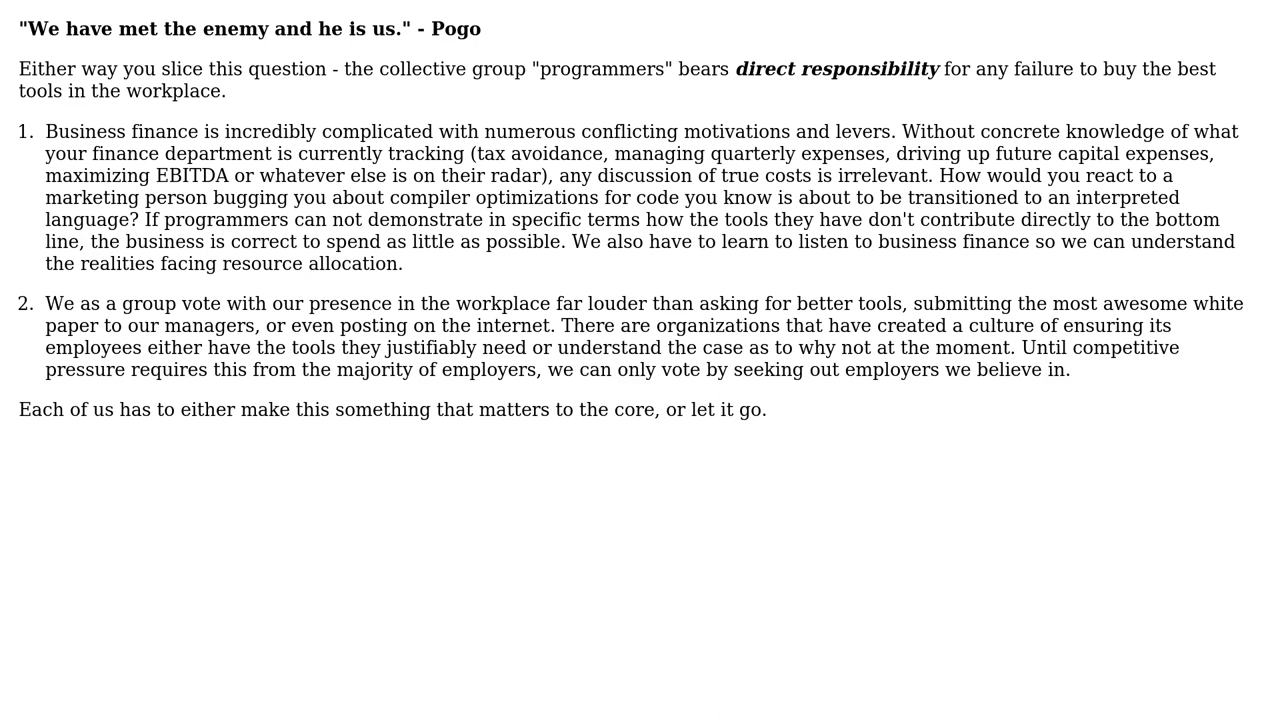 "We have met the enemy and he is us." - Pogo
Either way you slice this question - the collective group "programmers" bears direct responsibility for any failure to buy the best
tools in the workplace.
1. Business finance is incredibly complicated with numerous conflicting motivations and levers. Without concrete knowledge of what
your finance department is currently tracking (tax avoidance, managing quarterly expenses, driving up future capital expenses,
maximizing EBITDA or whatever else is on their radar), any discussion of true costs is irrelevant. How would you react to a
marketing person bugging you about compiler optimizations for code you know is about to be transitioned to an interpreted
language? If programmers can not demonstrate in specific terms how the tools they have don't contribute directly to the bottom
line, the business is correct to spend as little as possible. We also have to learn to listen to business finance so we can understand
the realities facing resource allocation.
2. We as a group vote with our presence in the workplace far louder than asking for better tools, submitting the most awesome white
paper to our managers, or even posting on the internet. There are organizations that have created a culture of ensuring its
employees either have the tools they justifiably need or understand the case as to why not at the moment. Until competitive
pressure requires this from the majority of employers, we can only vote by seeking out employers we believe in.
Each of us has to either make this something that matters to the core, or let it go.